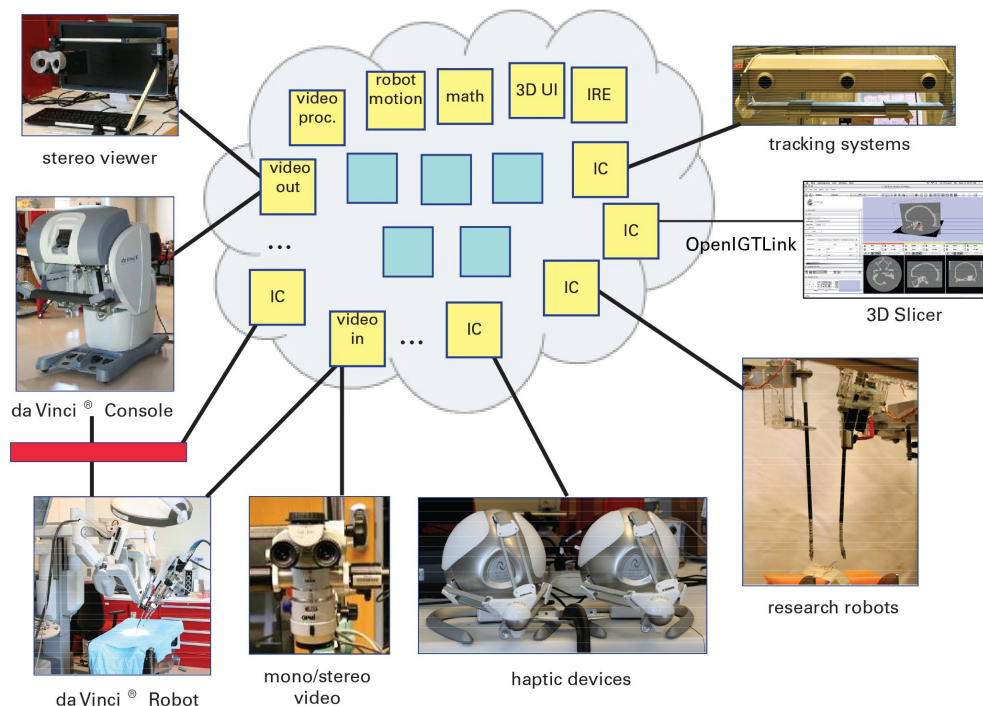 video
proc.
robot
motion
math
3D UI
IRE
stereo viewer
video
out
IC
tracking systems
IC
OpenIGTLink
3D Slicer
...
...
IC
IC
video
in
...
IC
da Vinci ® Console
da Vinci ® Robot
mono/stereo
video
haptic devices
research robots